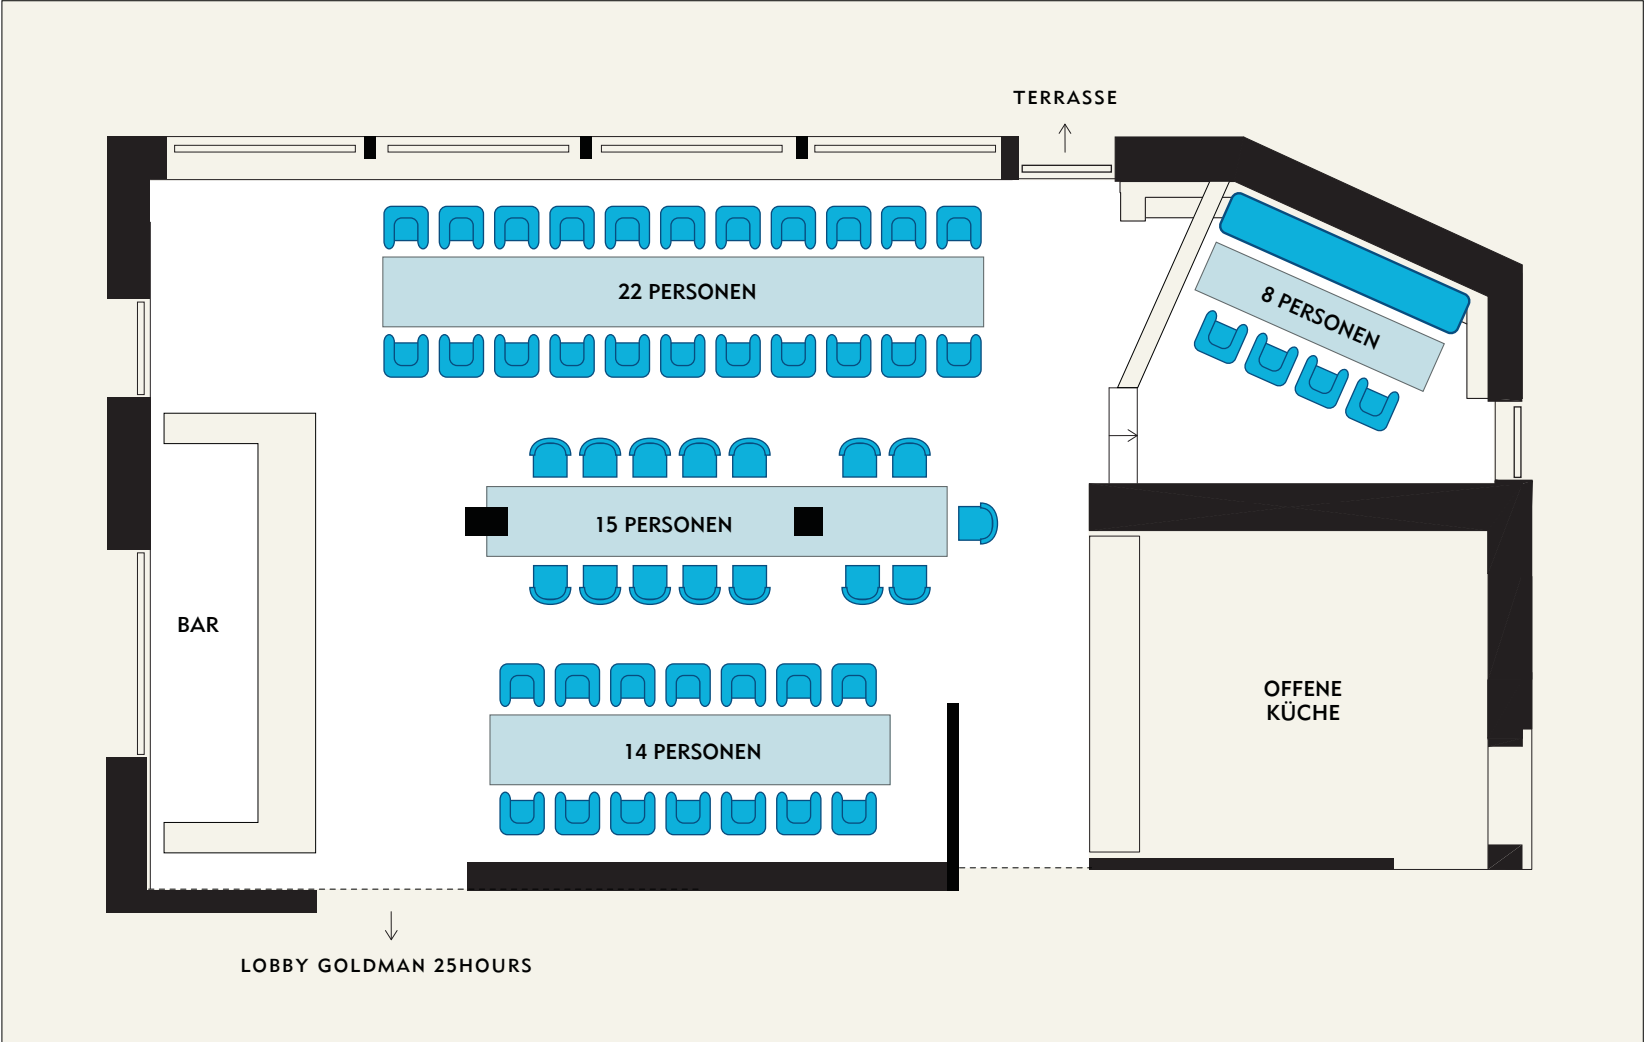 TERRASSE
22 PERSONEN
8 PERSONEN
15 PERSONEN
BAR
OFFENE
KÜCHE
14 PERSONEN
LOBBY GOLDMAN 25HOURS